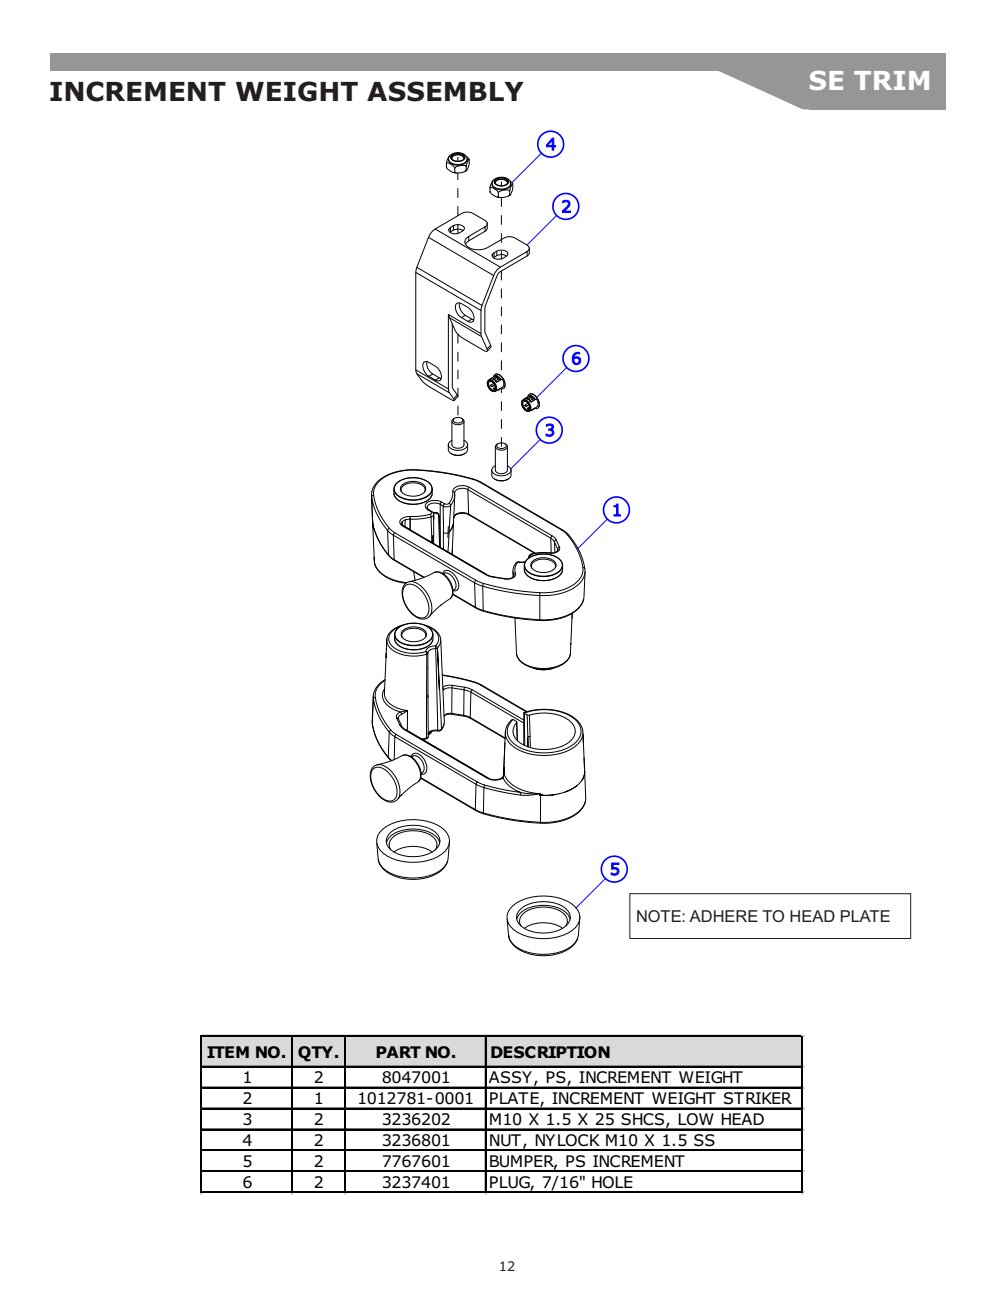 SE TRIM
INCREMENT WEIGHT ASSEMBLY
4
2
6
3
1
5
NOTE: ADHERE TO HEAD PLATE
ITEM NO. QTY. PART NO. DESCRIPTION
1 2 8047001 ASSY, PS, INCREMENT WEIGHT
2 1 1012781-0001 PLATE, INCREMENT WEIGHT STRIKER
3 2 3236202 M10 X 1.5 X 25 SHCS, LOW HEAD
4 2 3236801 NUT, NYLOCK M10 X 1.5 SS
5 2 7767601 BUMPER, PS INCREMENT
6 2 3237401 PLUG, 7/16" HOLE
12